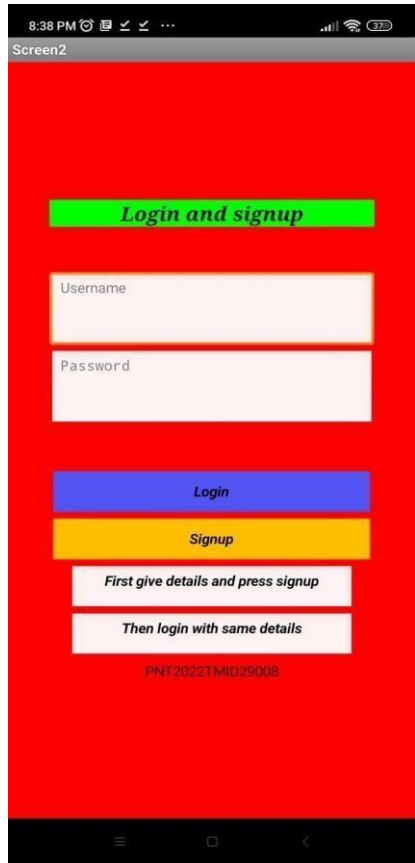 8:38 PM ... 37
Screen2
Login and signup
Username
Password
Login
Signup
First give details and press signup
Then login with same details
PNT2022TMID29008